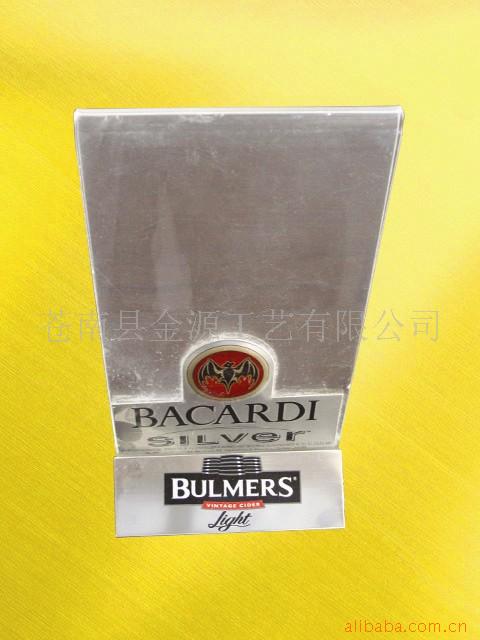 苍南县金源工艺有限公司
BACARDI
SILVER
BULMERS®
VINTAGE CIDER
Light
alibaba.com.cn